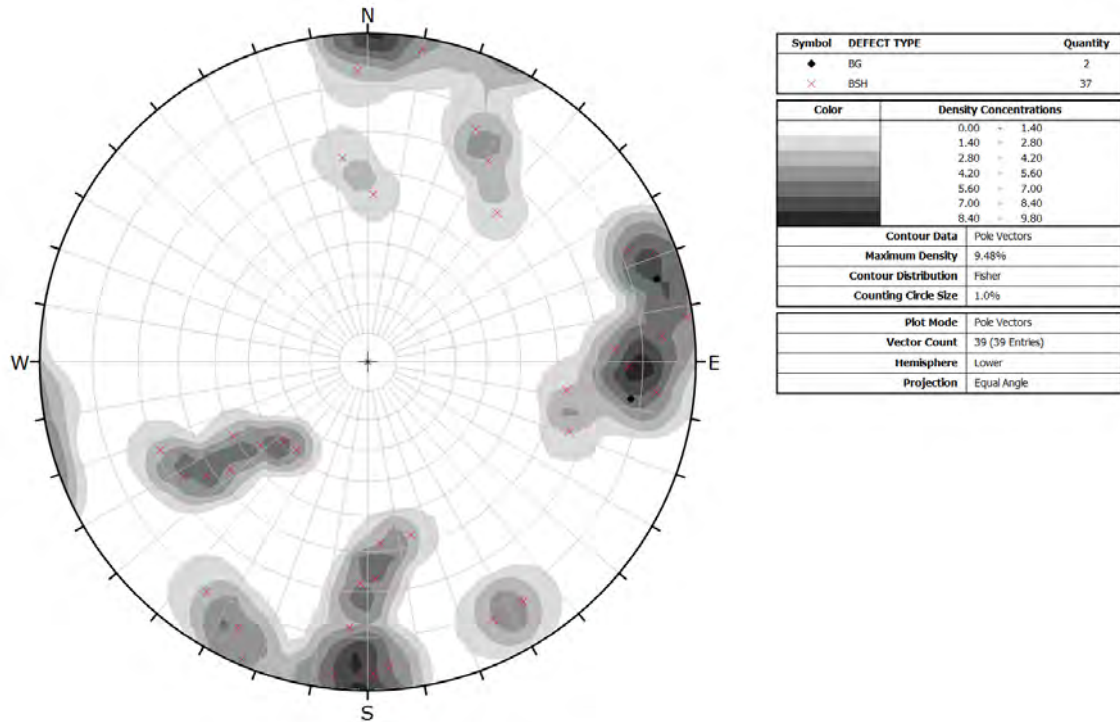 N
W
E
S
Symbol DEFECT TYPE Quantity
BG 2
BSH 37
Color Density Concentrations
0.00 - 1.40
1.40 - 2.80
2.80 - 4.20
4.20 - 5.60
5.60 - 7.00
7.00 - 8.40
8.40 - 9.80
Contour Data Pole Vectors
Maximum Density 9.48%
Contour Distribution Fisher
Counting Circle Size 1.0%
Plot Mode Pole Vectors
Vector Count 39 (39 Entries)
Hemisphere Lower
Projection Equal Angle